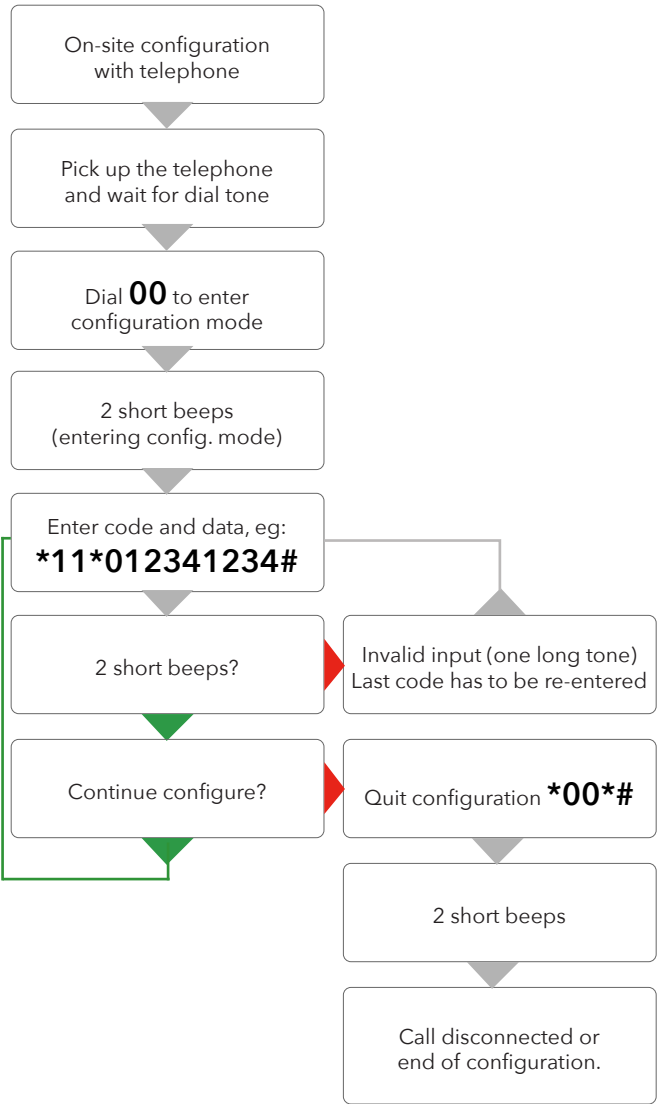 On-site configuration
with telephone
Pick up the telephone
and wait for dial tone
Dial 00 to enter
configuration mode
2 short beeps
(entering config. mode)
Enter code and data, eg:
*11*012341234#
2 short beeps?
Invalid input (one long tone)
Last code has to be re-entered
Continue configure?
Quit configuration *00*#
2 short beeps
Call disconnected or
end of configuration.